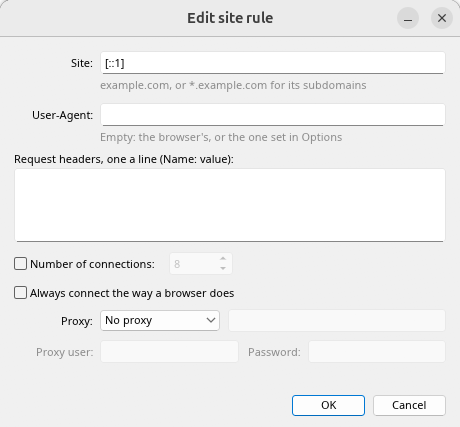 Edit site rule
Site: [::1]
example.com, or *.example.com for its subdomains
User-Agent:
Empty: the browser's, or the one set in Options
Request headers, one a line (Name: value):
Number of connections: 8
Always connect the way a browser does
Proxy: No proxy
Proxy user: Password:
OK Cancel